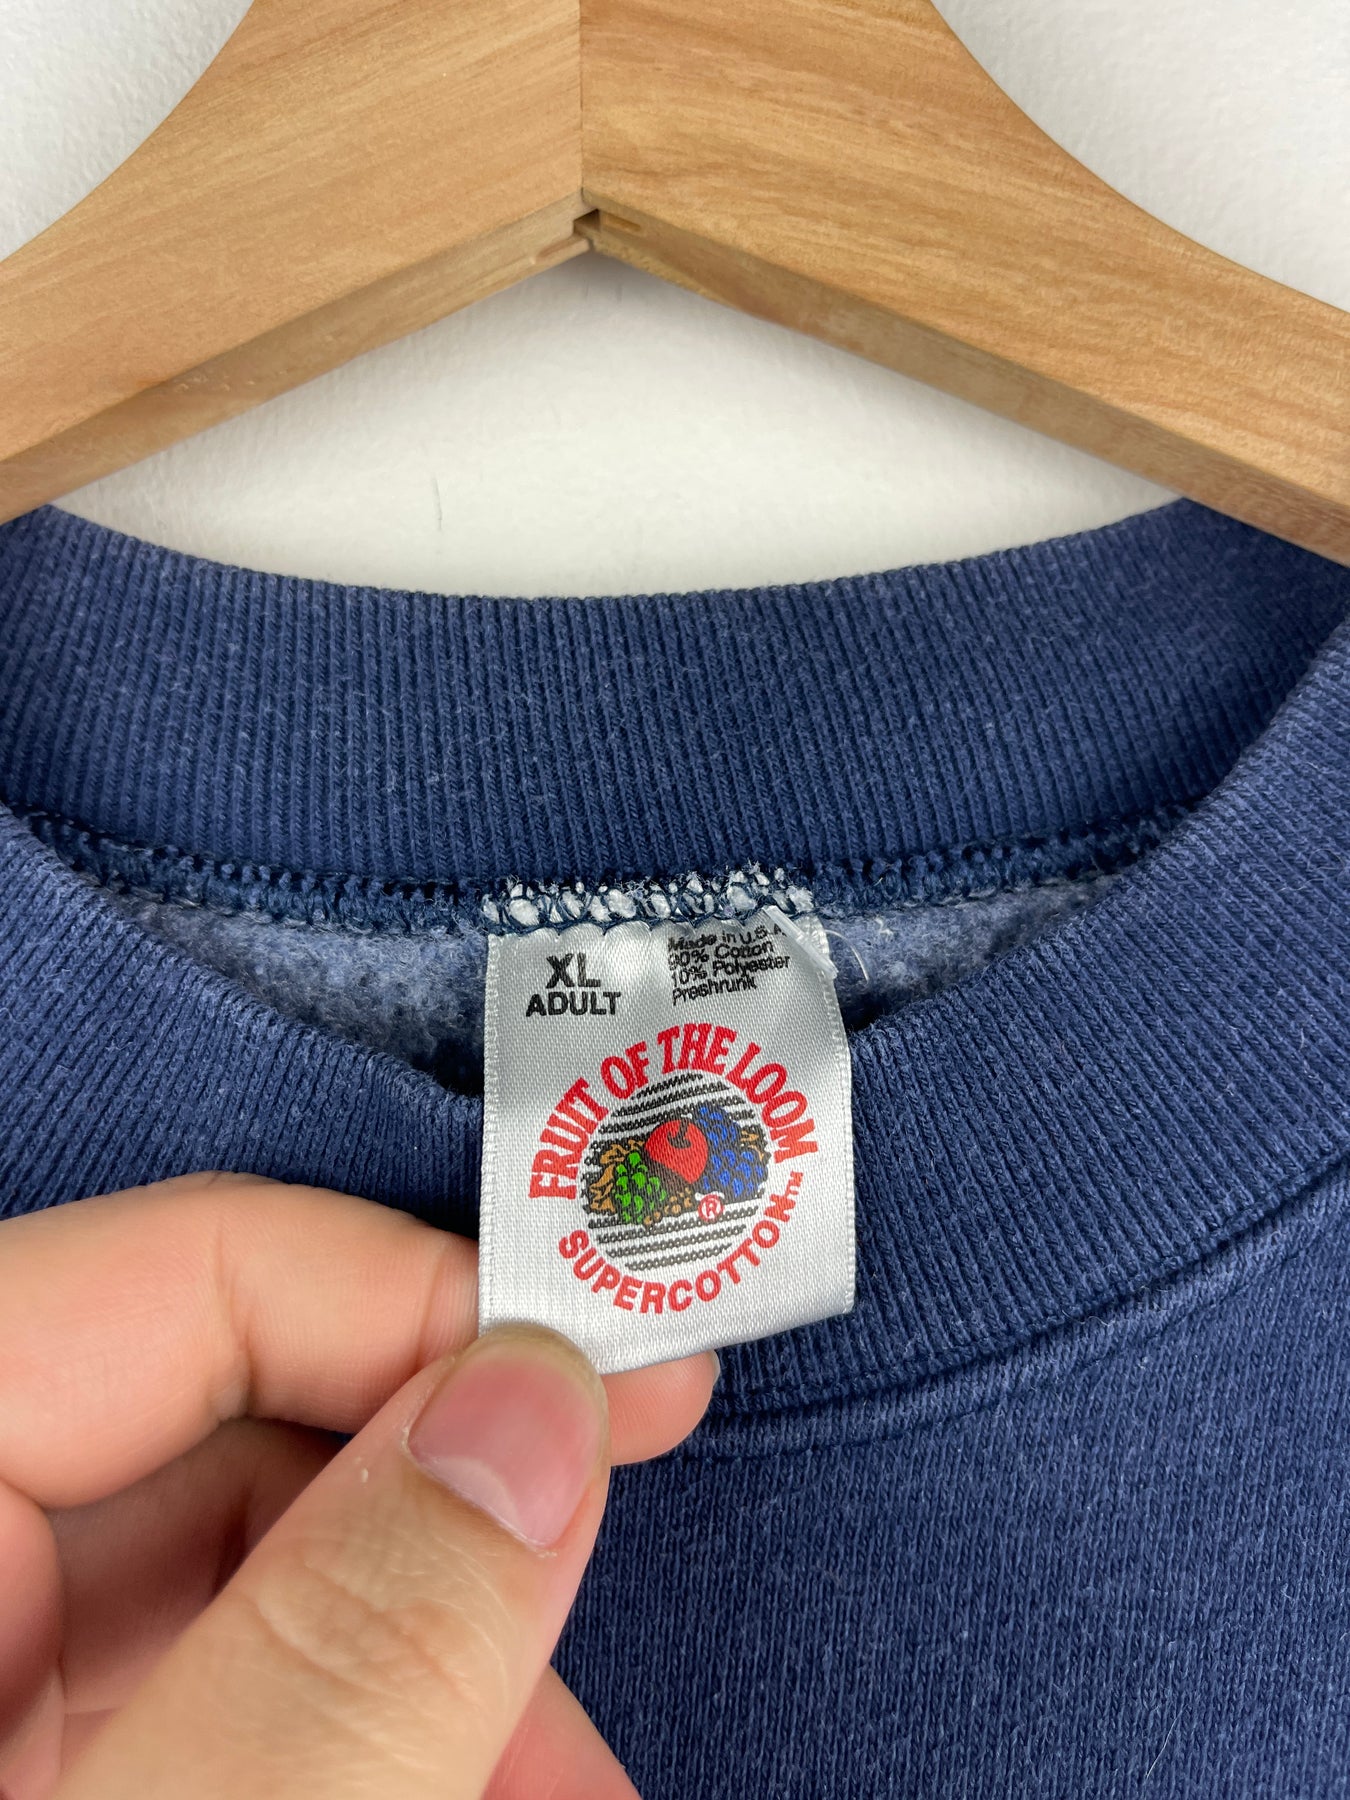 XL
ADULT
Made in U.S.A.
90% Cotton
10% Polyester
Preshrunk
FRUIT OF THE LOOM
®
SUPERCOTTON™